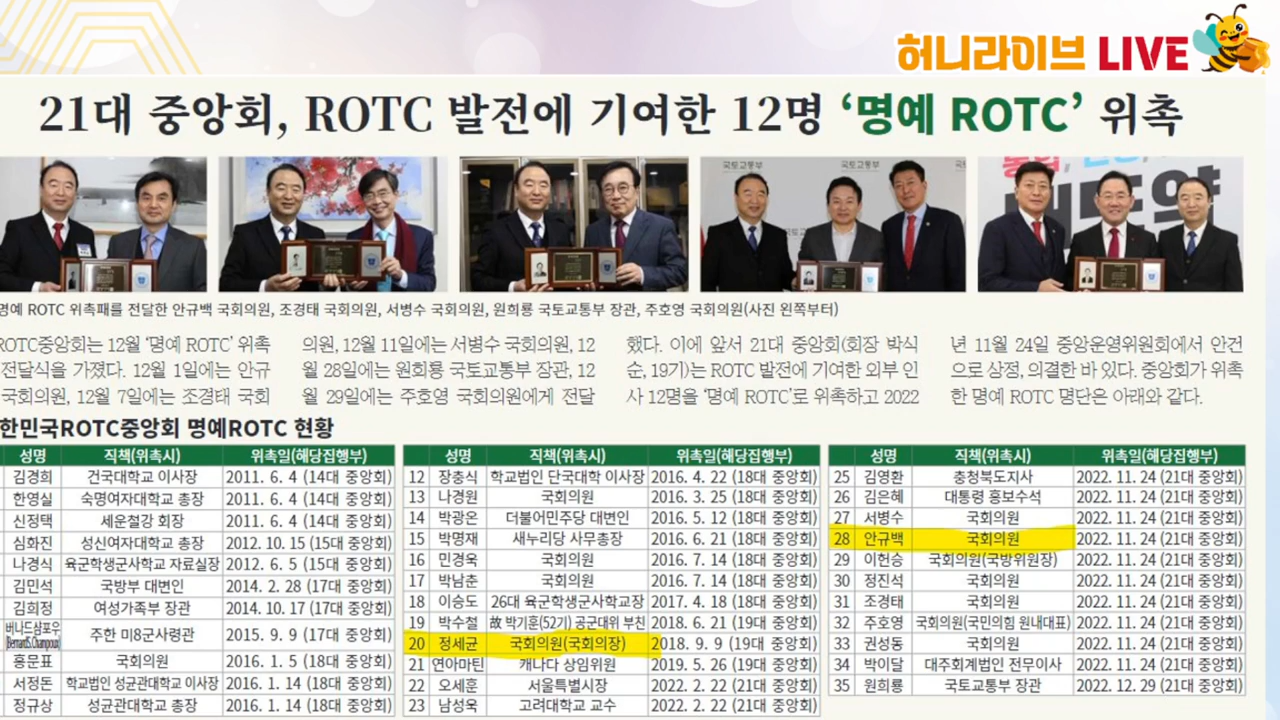 허니라이브 LIVE
21대 중앙회, ROTC 발전에 기여한 12명 ‘명예 ROTC’ 위촉
국토교통부
국토교통부
명예 ROTC 위촉패를 전달한 안규백 국회의원, 조경태 국회의원, 서병수 국회의원, 원희룡 국토교통부 장관, 주호영 국회의원(사진 왼쪽부터)
ROTC중앙회는 12월 ‘명예 ROTC’ 위촉
전달식을 가졌다. 12월 1일에는 안규
국회의원, 12월 7일에는 조경태 국회
의원, 12월 11일에는 서병수 국회의원, 12
월 28일에는 원희룡 국토교통부 장관, 12
월 29일에는 주호영 국회의원에게 전달
했다. 이에 앞서 21대 중앙회(회장 박식
순, 19기)는 ROTC 발전에 기여한 외부 인
사 12명을 ‘명예 ROTC’로 위촉하고 2022
년 11월 24일 중앙운영위원회에서 안건
으로 상정, 의결한 바 있다. 중앙회가 위촉
한 명예 ROTC 명단은 아래와 같다.
한민국ROTC중앙회 명예ROTC 현황
성명 직책(위촉시) 위촉일(해당집행부)
김경희 건국대학교 이사장 2011. 6. 4 (14대 중앙회)
한영실 숙명여자대학교 총장 2011. 6. 4 (14대 중앙회)
신정택 세운철강 회장 2011. 6. 4 (14대 중앙회)
심화진 성신여자대학교 총장 2012. 10. 15 (15대 중앙회)
나경식 육군학생군사학교 자료실장 2012. 6. 5 (15대 중앙회)
김민석 국방부 대변인 2014. 2. 28 (17대 중앙회)
김희정 여성가족부 장관 2014. 10. 17 (17대 중앙회)
버나드샴포우
(Bernard S. Champoux) 주한 미8군사령관 2015. 9. 9 (17대 중앙회)
홍문표 국회의원 2016. 1. 5 (18대 중앙회)
서정돈 학교법인 성균관대학교 이사장 2016. 1. 14 (18대 중앙회)
정규상 성균관대학교 총장 2016. 1. 14 (18대 중앙회)
성명 직책(위촉시) 위촉일(해당집행부)
12 장충식 학교법인 단국대학 이사장 2016. 4. 22 (18대 중앙회)
13 나경원 국회의원 2016. 3. 25 (18대 중앙회)
14 박광온 더불어민주당 대변인 2016. 5. 12 (18대 중앙회)
15 박명재 새누리당 사무총장 2016. 6. 21 (18대 중앙회)
16 민경욱 국회의원 2016. 7. 14 (18대 중앙회)
17 박남춘 국회의원 2016. 7. 14 (18대 중앙회)
18 이승도 26대 육군학생군사학교장 2017. 4. 18 (18대 중앙회)
19 박수철 故 박기훈(52기) 공군대위 부친 2018. 6. 21 (19대 중앙회)
20 정세균 국회의원(국회의장) 2018. 9. 9 (19대 중앙회)
21 연아마틴 캐나다 상임위원 2019. 5. 26 (19대 중앙회)
22 오세훈 서울특별시장 2022. 2. 22 (21대 중앙회)
23 남성욱 고려대학교 교수 2022. 2. 22 (21대 중앙회)
성명 직책(위촉시) 위촉일(해당집행부)
25 김영환 충청북도지사 2022. 11. 24 (21대 중앙회)
26 김은혜 대통령 홍보수석 2022. 11. 24 (21대 중앙회)
27 서병수 국회의원 2022. 11. 24 (21대 중앙회)
28 안규백 국회의원 2022. 11. 24 (21대 중앙회)
29 이헌승 국회의원(국방위원장) 2022. 11. 24 (21대 중앙회)
30 정진석 국회의원 2022. 11. 24 (21대 중앙회)
31 조경태 국회의원 2022. 11. 24 (21대 중앙회)
32 주호영 국회의원(국민의힘 원내대표) 2022. 11. 24 (21대 중앙회)
33 권성동 국회의원 2022. 11. 24 (21대 중앙회)
34 박이달 대주회계법인 전무이사 2022. 11. 24 (21대 중앙회)
35 원희룡 국토교통부 장관 2022. 12. 29 (21대 중앙회)